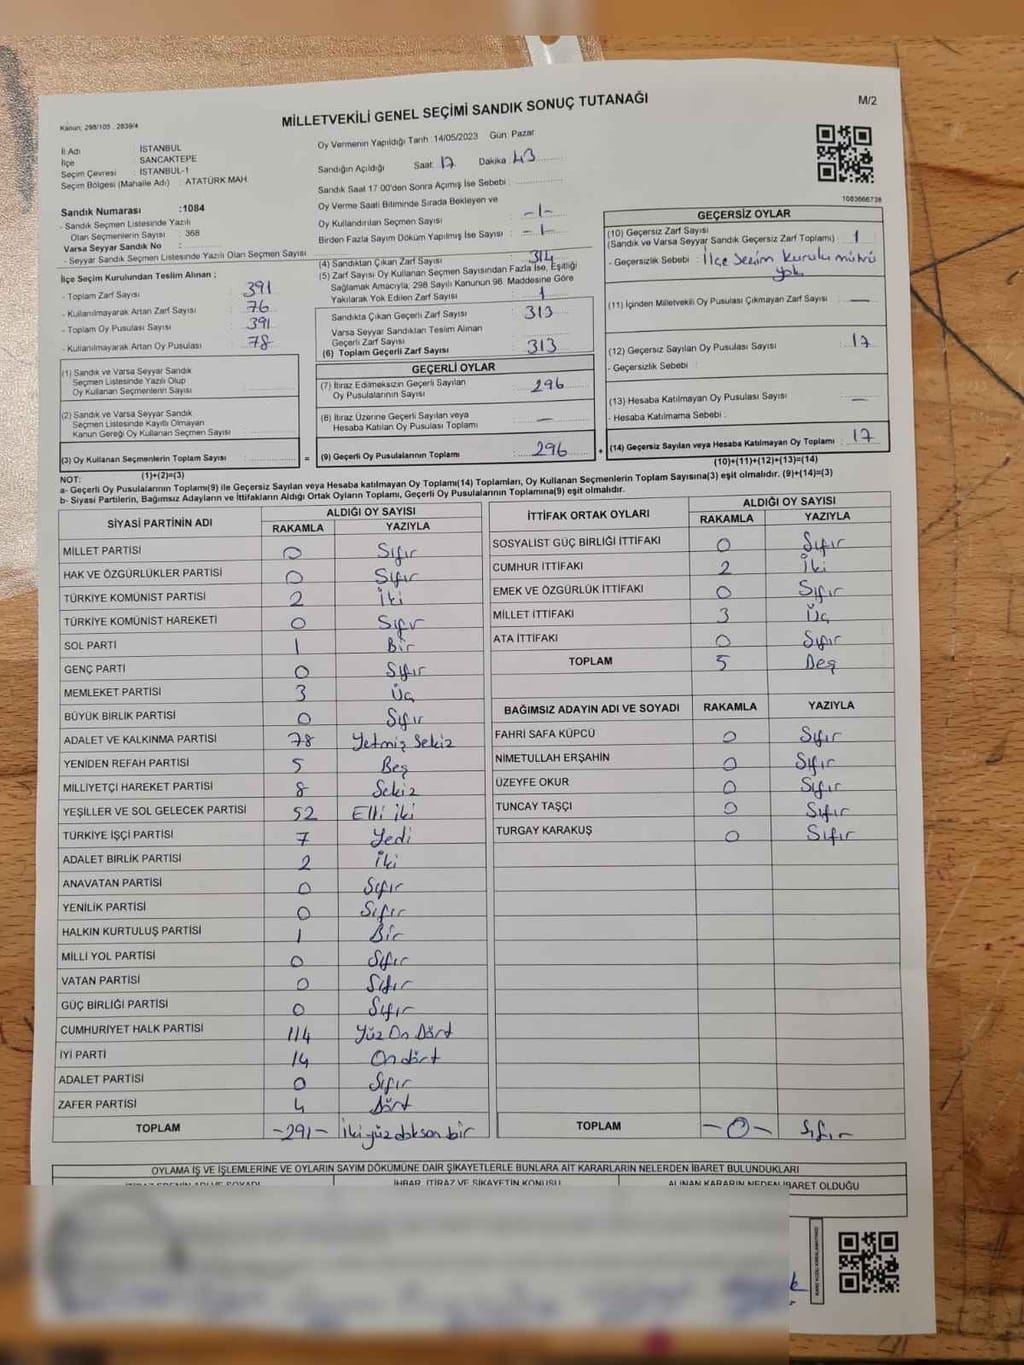 MİLLETVEKİLİ GENEL SEÇİMİ SANDIK SONUÇ TUTANAĞI
M/2
Kanun: 298/105 . 2839/4
İl Adı : İSTANBUL
İlçe : SANCAKTEPE
Seçim Çevresi : İSTANBUL-1
Seçim Bölgesi (Mahalle Adı) : ATATÜRK MAH
Sandık Numarası :1084
- Sandık Seçmen Listesinde Yazılı
Olan Seçmenlerin Sayısı : 368
Varsa Seyyar Sandık No :
- Seyyar Sandık Seçmen Listesinde Yazılı Olan Seçmen Sayısı
İlçe Seçim Kurulundan Teslim Alınan ;
- Toplam Zarf Sayısı 391
- Kullanılmayarak Artan Zarf Sayısı 76
- Toplam Oy Pusulası Sayısı 391
- Kullanılmayarak Artan Oy Pusulası 78
(1) Sandık ve Varsa Seyyar Sandık
Seçmen Listesinde Yazılı Olup
Oy Kullanan Seçmenlerin Sayısı
(2) Sandık ve Varsa Seyyar Sandık
Seçmen Listesinde Kayıtlı Olmayan
Kanun Gereği Oy Kullanan Seçmen Sayısı
(3) Oy Kullanan Seçmenlerin Toplam Sayısı =
(1)+(2)=(3)
Oy Vermenin Yapıldığı Tarih :14/05/2023 Gün: Pazar
Sandığın Açıldığı Saat: 17 Dakika 43
Sandık Saat 17 00'den Sonra Açılmış İse Sebebi :
Oy Verme Saati Bitiminde Sırada Bekleyen ve
Oy Kullandırılan Seçmen Sayısı -1-
Birden Fazla Sayım Döküm Yapılmış İse Sayısı -1-
(4) Sandıktan Çıkan Zarf Sayısı 314
(5) Zarf Sayısı Oy Kullanan Seçmen Sayısından Fazla İse, Eşitliği
Sağlamak Amacıyla, 298 Sayılı Kanunun 98. Maddesine Göre
Yakılarak Yok Edilen Zarf Sayısı 1
Sandıkta Çıkan Geçerli Zarf Sayısı 313
Varsa Seyyar Sandıktan Teslim Alınan
Geçerli Zarf Sayısı
(6) Toplam Geçerli Zarf Sayısı 313
GEÇERLİ OYLAR
(7) İtiraz Edilmeksizin Geçerli Sayılan
Oy Pusulalarının Sayısı 296
(8) İtiraz Üzerine Geçerli Sayılan veya
Hesaba Katılan Oy Pusulası Toplamı —
(9) Geçerli Oy Pusulalarının Toplamı 296 +
1083666738
GEÇERSİZ OYLAR
(10) Geçersiz Zarf Sayısı
(Sandık ve Varsa Seyyar Sandık Geçersiz Zarf Toplamı) 1
- Geçersizlik Sebebi : İlçe Seçim Kurulu mührü
yok
(11) İçinden Milletvekili Oy Pusulası Çıkmayan Zarf Sayısı —
(12) Geçersiz Sayılan Oy Pusulası Sayısı 17
- Geçersizlik Sebebi :
(13) Hesaba Katılmayan Oy Pusulası Sayısı —
- Hesaba Katılmama Sebebi :
(14) Geçersiz Sayılan veya Hesaba Katılmayan Oy Toplamı 17
(10)+(11)+(12)+(13)=(14)
NOT:
a- Geçerli Oy Pusulalarının Toplamı(9) ile Geçersiz Sayılan veya Hesaba katılmayan Oy Toplamı(14) Toplamları, Oy Kullanan Seçmenlerin Toplam Sayısına(3) eşit olmalıdır. (9)+(14)=(3)
b- Siyasi Partilerin, Bağımsız Adayların ve İttifakların Aldığı Ortak Oyların Toplamı, Geçerli Oy Pusulalarının Toplamına(9) eşit olmalıdır.
SİYASİ PARTİNİN ADI ALDIĞI OY SAYISI
RAKAMLA YAZIYLA
MİLLET PARTİSİ 0 Sıfır
HAK VE ÖZGÜRLÜKLER PARTİSİ 0 Sıfır
TÜRKİYE KOMÜNİST PARTİSİ 2 İki
TÜRKİYE KOMÜNİST HAREKETİ 0 Sıfır
SOL PARTİ 1 Bir
GENÇ PARTİ 0 Sıfır
MEMLEKET PARTİSİ 3 Üç
BÜYÜK BİRLİK PARTİSİ 0 Sıfır
ADALET VE KALKINMA PARTİSİ 78 Yetmiş Sekiz
YENİDEN REFAH PARTİSİ 5 Beş
MİLLİYETÇİ HAREKET PARTİSİ 8 Sekiz
YEŞİLLER VE SOL GELECEK PARTİSİ 52 Elli iki
TÜRKİYE İŞÇİ PARTİSİ 7 Yedi
ADALET BİRLİK PARTİSİ 2 İki
ANAVATAN PARTİSİ 0 Sıfır
YENİLİK PARTİSİ 0 Sıfır
HALKIN KURTULUŞ PARTİSİ 1 Bir
MİLLİ YOL PARTİSİ 0 Sıfır
VATAN PARTİSİ 0 Sıfır
GÜÇ BİRLİĞİ PARTİSİ 0 Sıfır
CUMHURİYET HALK PARTİSİ 114 Yüz On Dört
İYİ PARTİ 14 On dört
ADALET PARTİSİ 0 Sıfır
ZAFER PARTİSİ 4 Dört
TOPLAM -291- İki yüz doksan bir
İTTİFAK ORTAK OYLARI ALDIĞI OY SAYISI
RAKAMLA YAZIYLA
SOSYALİST GÜÇ BİRLİĞİ İTTİFAKI 0 Sıfır
CUMHUR İTTİFAKI 2 İki
EMEK VE ÖZGÜRLÜK İTTİFAKI 0 Sıfır
MİLLET İTTİFAKI 3 Üç
ATA İTTİFAKI 0 Sıfır
TOPLAM 5 Beş
BAĞIMSIZ ADAYIN ADI VE SOYADI RAKAMLA YAZIYLA
FAHRİ SAFA KÜPCÜ 0 Sıfır
NİMETULLAH ERŞAHİN 0 Sıfır
ÜZEYFE OKUR 0 Sıfır
TUNCAY TAŞÇI 0 Sıfır
TURGAY KARAKUŞ 0 Sıfır
TOPLAM -0- Sıfır
OYLAMA İŞ VE İŞLEMLERİNE VE OYLARIN SAYIM DÖKÜMÜNE DAİR ŞİKAYETLERLE BUNLARA AİT KARARLARIN NELERDEN İBARET BULUNDUKLARI
İHBAR, İTİRAZ VE ŞİKAYETİN KONUSU ALINAN KARARIN NEDEN İBARET OLDUĞU